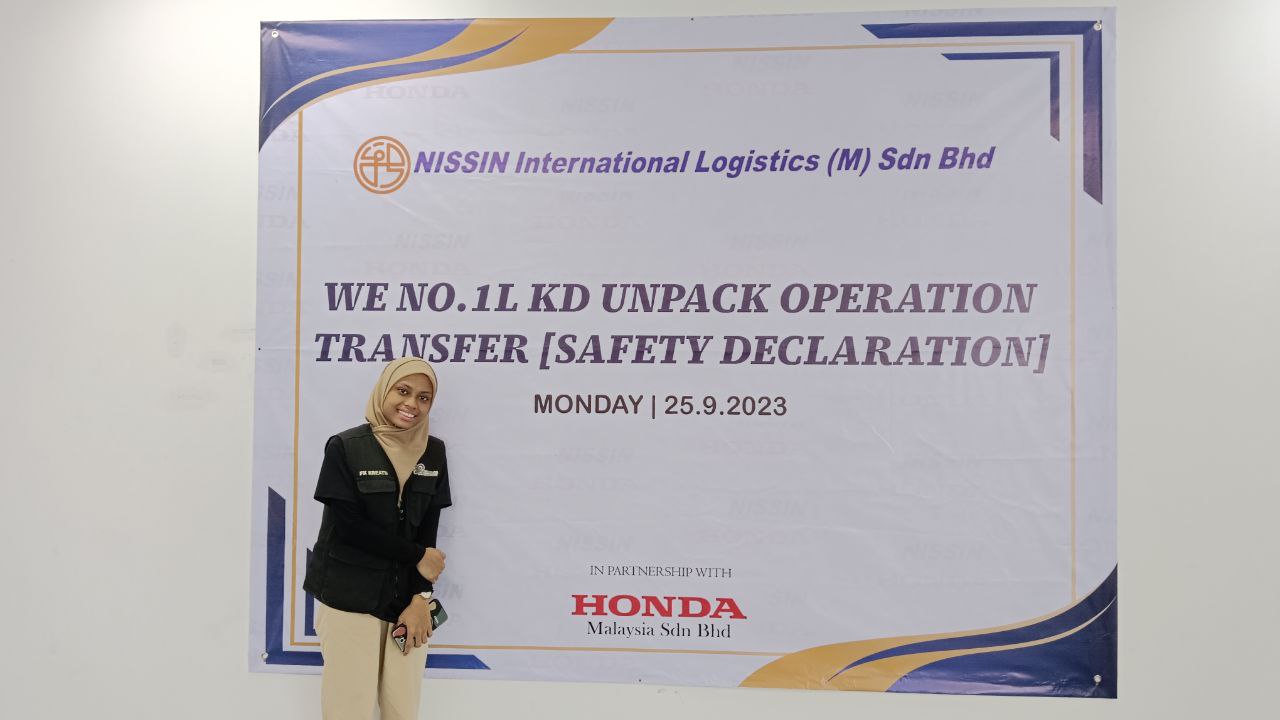 NISSIN International Logistics (M) Sdn Bhd
WE NO.1L KD UNPACK OPERATION
TRANSFER [SAFETY DECLARATION]
MONDAY | 25.9.2023
IN PARTNERSHIP WITH
HONDA
Malaysia Sdn Bhd